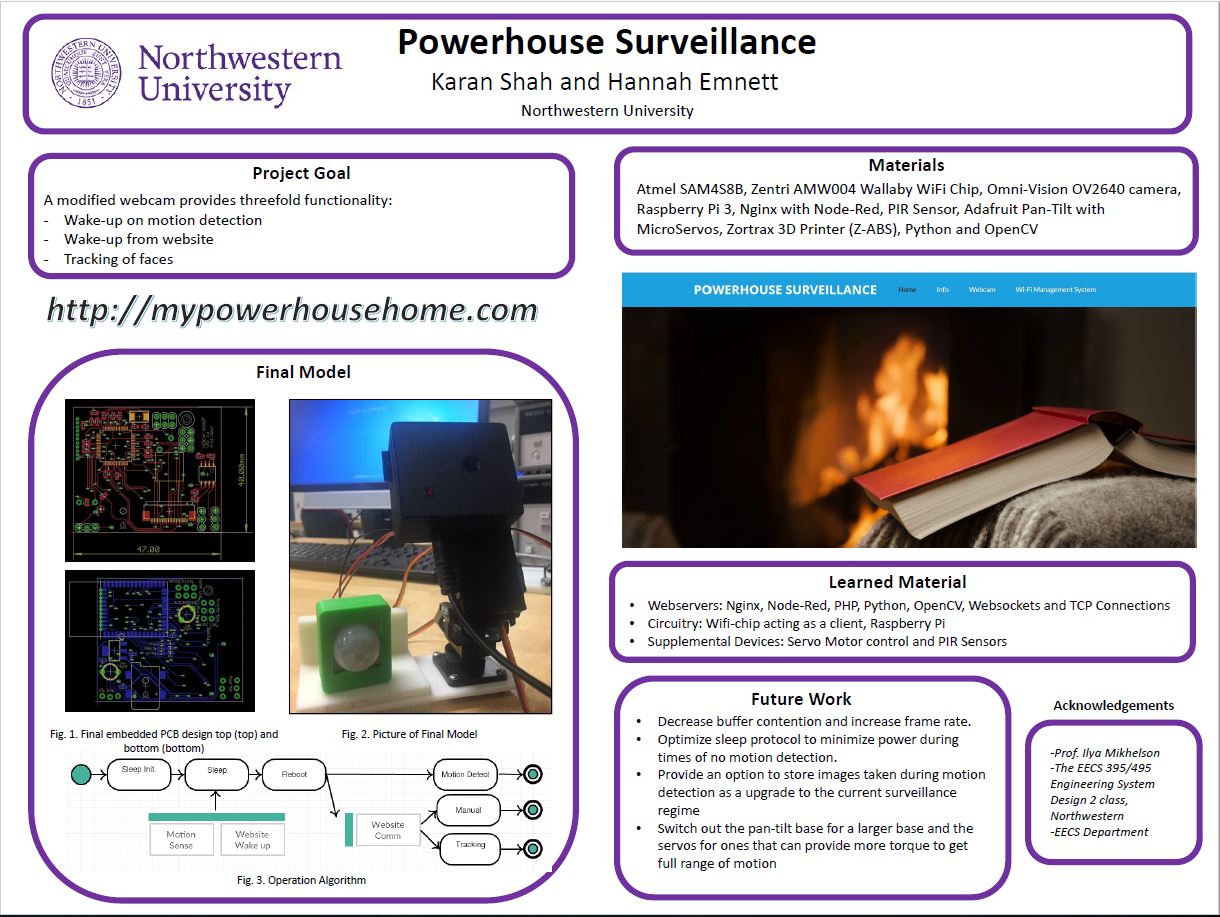 Powerhouse Surveillance
Karan Shah and Hannah Emnett
Northwestern University
Northwestern
University
NORTHWESTERN UNIVERSITY
1851
Project Goal
A modified webcam provides threefold functionality:
- Wake-up on motion detection
- Wake-up from website
- Tracking of faces
http://mypowerhousehome.com
Final Model
40.00mm
47.00
Fig. 1. Final embedded PCB design top (top) and
bottom (bottom)
Fig. 2. Picture of Final Model
Sleep Init.
Sleep
Reboot
Motion Detect
Manual
Tracking
Motion
Sense
Website
Wake up
Website
Comm
Fig. 3. Operation Algorithm
Materials
Atmel SAM4S8B, Zentri AMW004 Wallaby WiFi Chip, Omni-Vision OV2640 camera,
Raspberry Pi 3, Nginx with Node-Red, PIR Sensor, Adafruit Pan-Tilt with
MicroServos, Zortrax 3D Printer (Z-ABS), Python and OpenCV
POWERHOUSE SURVEILLANCE Home Info Webcam Wi-Fi Management System
Learned Material
• Webservers: Nginx, Node-Red, PHP, Python, OpenCV, Websockets and TCP Connections
• Circuitry: Wifi-chip acting as a client, Raspberry Pi
• Supplemental Devices: Servo Motor control and PIR Sensors
Future Work
• Decrease buffer contention and increase frame rate.
• Optimize sleep protocol to minimize power during
times of no motion detection.
• Provide an option to store images taken during motion
detection as a upgrade to the current surveillance
regime
• Switch out the pan-tilt base for a larger base and the
servos for ones that can provide more torque to get
full range of motion
Acknowledgements
-Prof. Ilya Mikhelson
-The EECS 395/495
Engineering System
Design 2 class,
Northwestern
-EECS Department